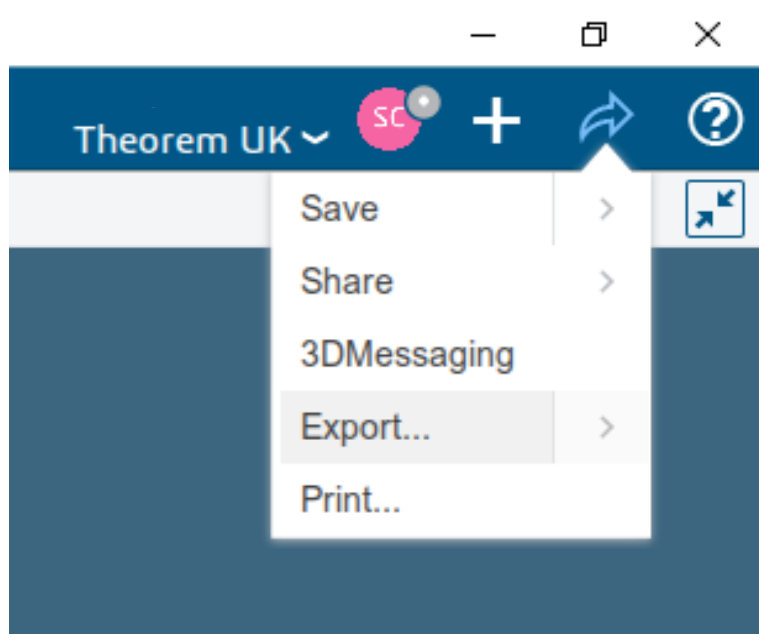 Theorem UK
SC
Save
Share
3DMessaging
Export...
Print...